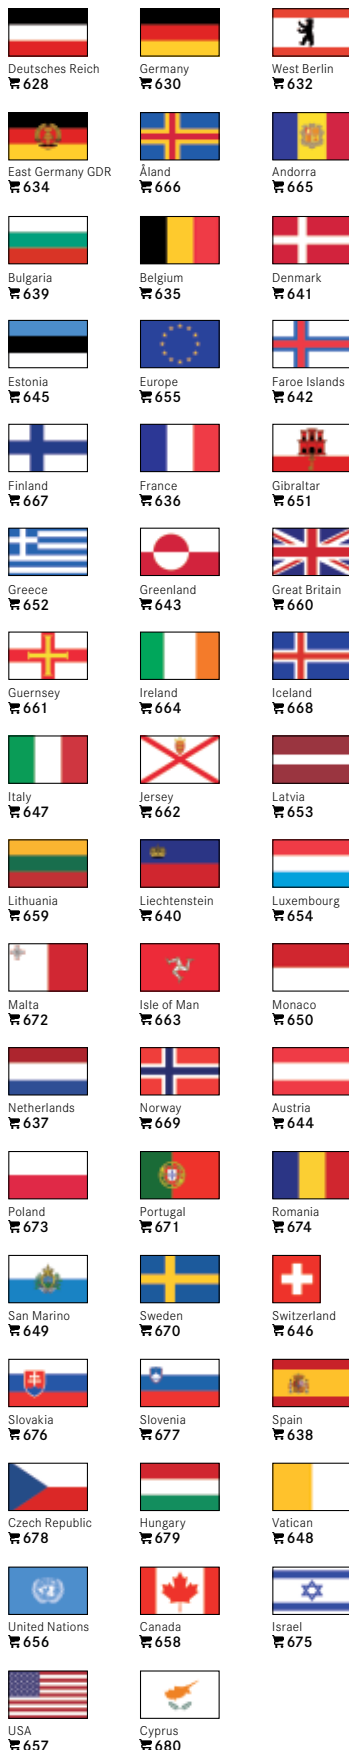 Deutsches Reich
628
Germany
630
West Berlin
632
East Germany GDR
634
Åland
666
Andorra
665
Bulgaria
639
Belgium
635
Denmark
641
Estonia
645
Europe
655
Faroe Islands
642
Finland
667
France
636
Gibraltar
651
Greece
652
Greenland
643
Great Britain
660
Guernsey
661
Ireland
664
Iceland
668
Italy
647
Jersey
662
Latvia
653
Lithuania
659
Liechtenstein
640
Luxembourg
654
Malta
672
Isle of Man
663
Monaco
650
Netherlands
637
Norway
669
Austria
644
Poland
673
Portugal
671
Romania
674
San Marino
649
Sweden
670
Switzerland
646
Slovakia
676
Slovenia
677
Spain
638
Czech Republic
678
Hungary
679
Vatican
648
United Nations
656
Canada
658
Israel
675
USA
657
Cyprus
680